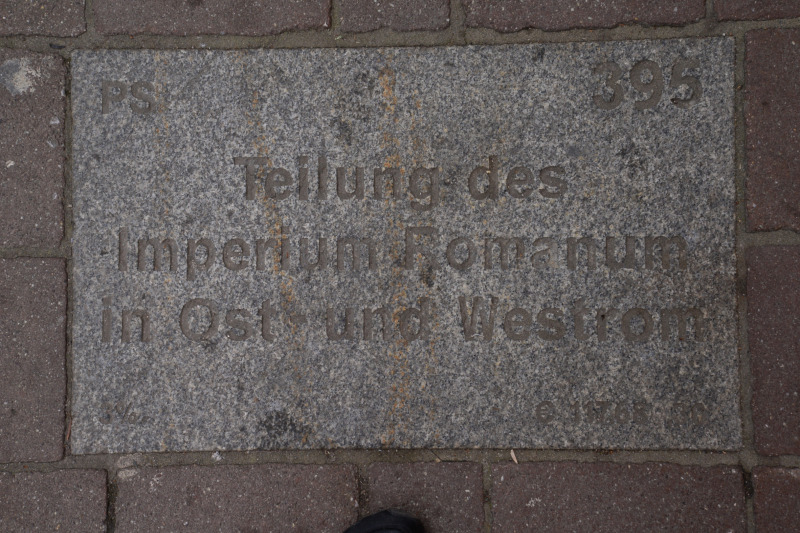 PS 395
Teilung des
Imperium Romanum
in Ost- und Westrom